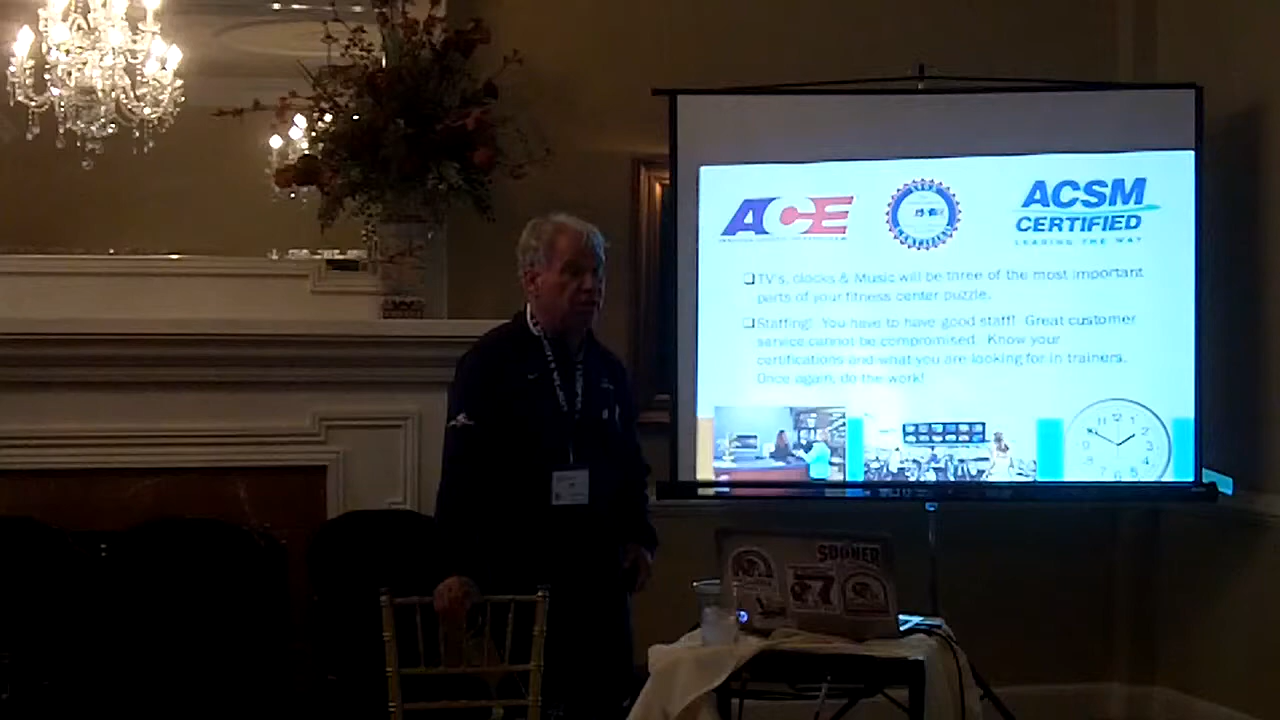 ACE
ACSM
CERTIFIED
LEADING THE WAY
TV's, clocks & Music will be three of the most important
parts of your fitness center puzzle.
Staffing! You have to have good staff! Great customer
service cannot be compromised. Know your
certifications and what you are looking for in trainers.
Once again, do the work!
SOONER